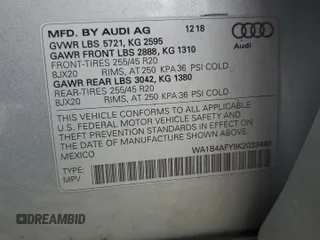 MFD. BY AUDI AG 12 18
GVWR LBS 5721, KG 2595
GAWR FRONT LBS 2888, KG 1310
FRONT-TIRES 255/45 R20
8JX20 RIMS, AT 250 KPA 36 PSI COLD
GAWR REAR LBS 3042, KG 1380
REAR-TIRES 255/45 R20
8JX20 RIMS, AT 250 KPA 36 PSI COLD
Audi
THIS VEHICLE CONFORMS TO ALL APPLICABLE
U.S. FEDERAL MOTOR VEHICLE SAFETY, BUMPER,
AND THEFT PREVENTION STANDARDS IN EFFECT ON
THE DATE OF MANUFACTURE SHOWN ABOVE. MADE IN
MEXICO
TYPE: WA1B4AFY9K2033443
MPV
DREAMBID